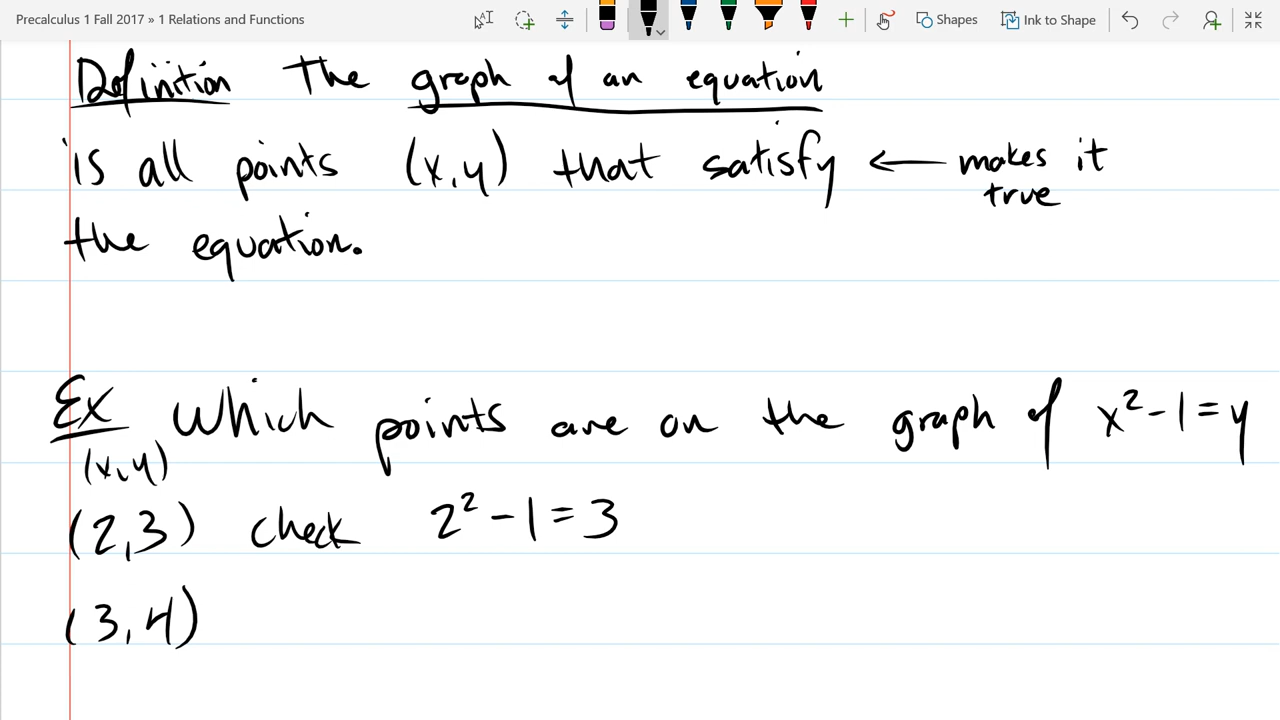 Precalculus 1 Fall 2017 » 1 Relations and Functions
Shapes
Ink to Shape
Definition The graph of an equation
is all points (x,y) that satisfy ← makes it
true
the equation.
Ex Which points are on the graph of x²-1=y
(x,y)
(2,3) check 2²-1=3
(3,4)